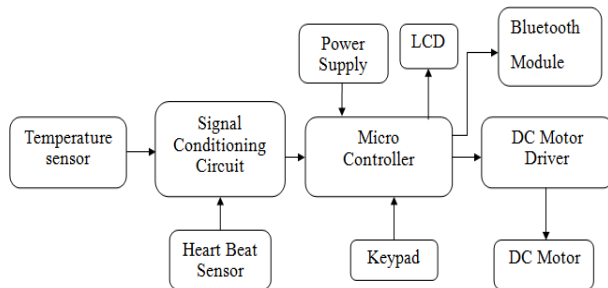 Power
Supply
LCD
Bluetooth
Module
Temperature
sensor
Signal
Conditioning
Circuit
Micro
Controller
DC Motor
Driver
Heart Beat
Sensor
Keypad
DC Motor